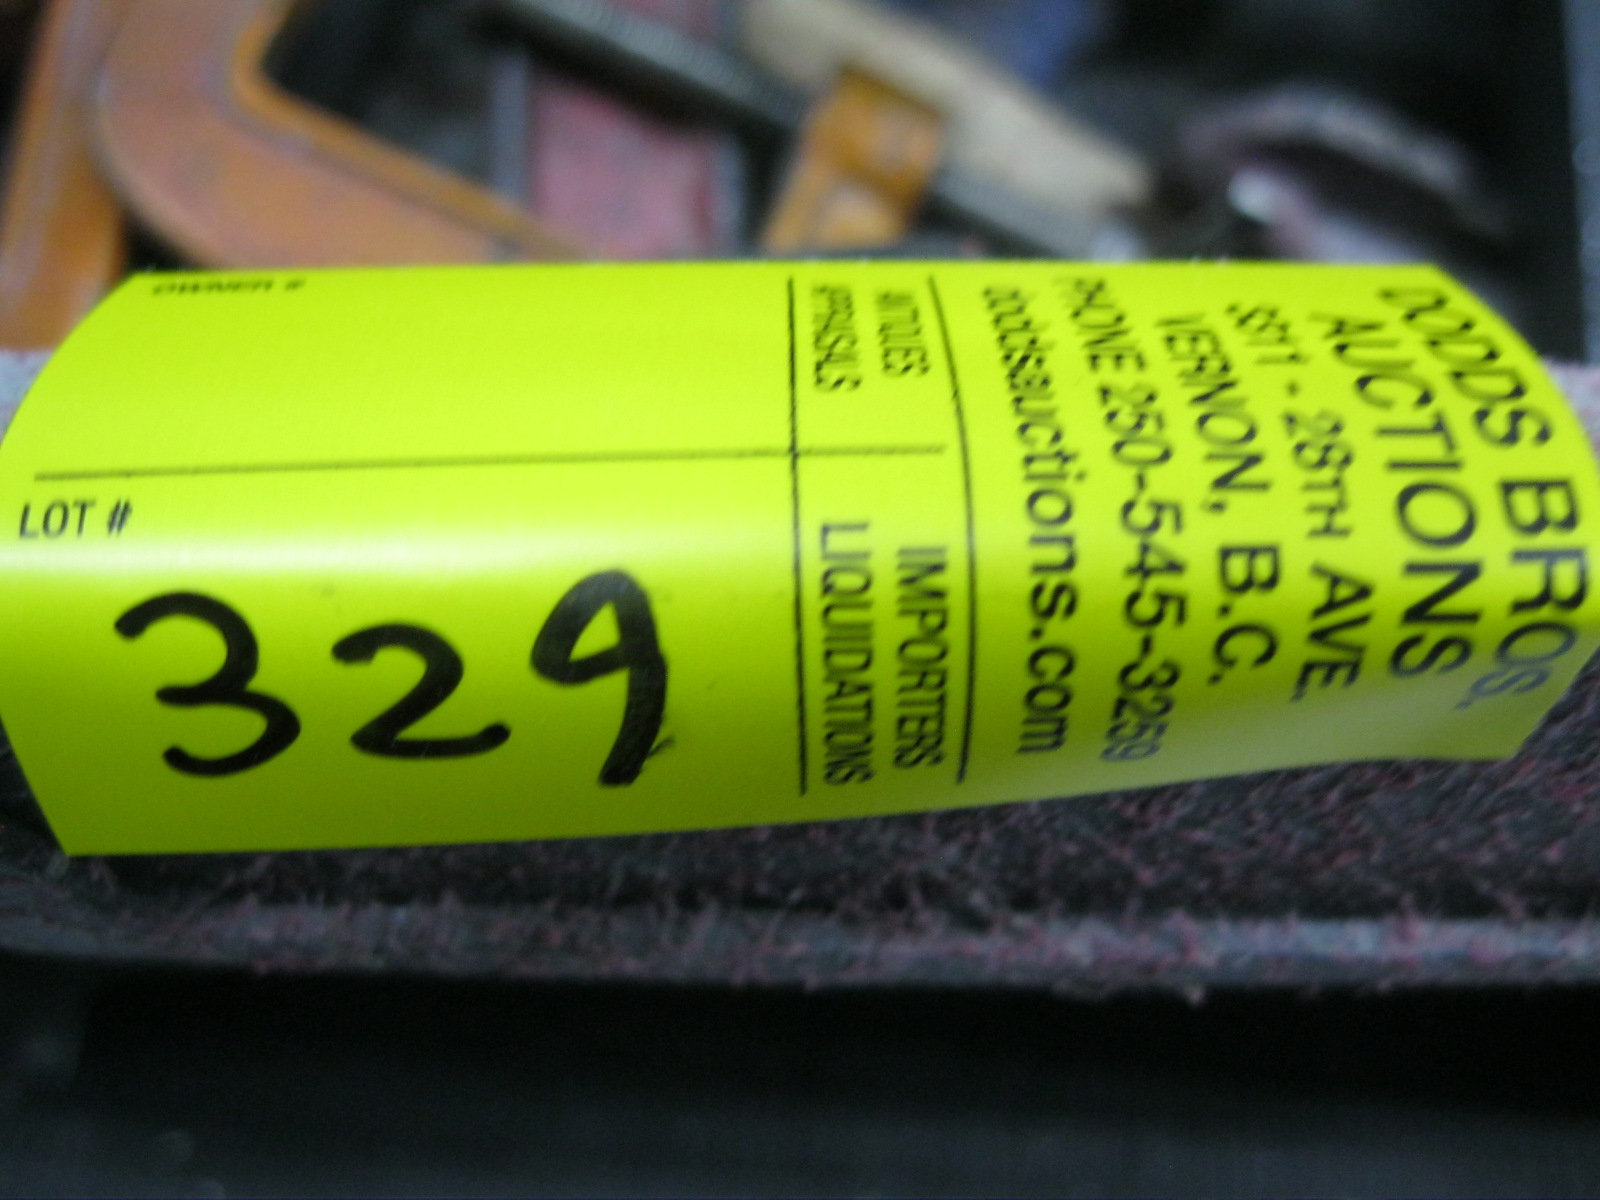 DODDS BROS.
AUCTIONS
3311 - 28TH AVE.
VERNON, B.C.
PHONE 250-545-3259
doddsauctions.com
ANTIQUES IMPORTERS
APPRAISALS LIQUIDATIONS
OWNER #
LOT #
329